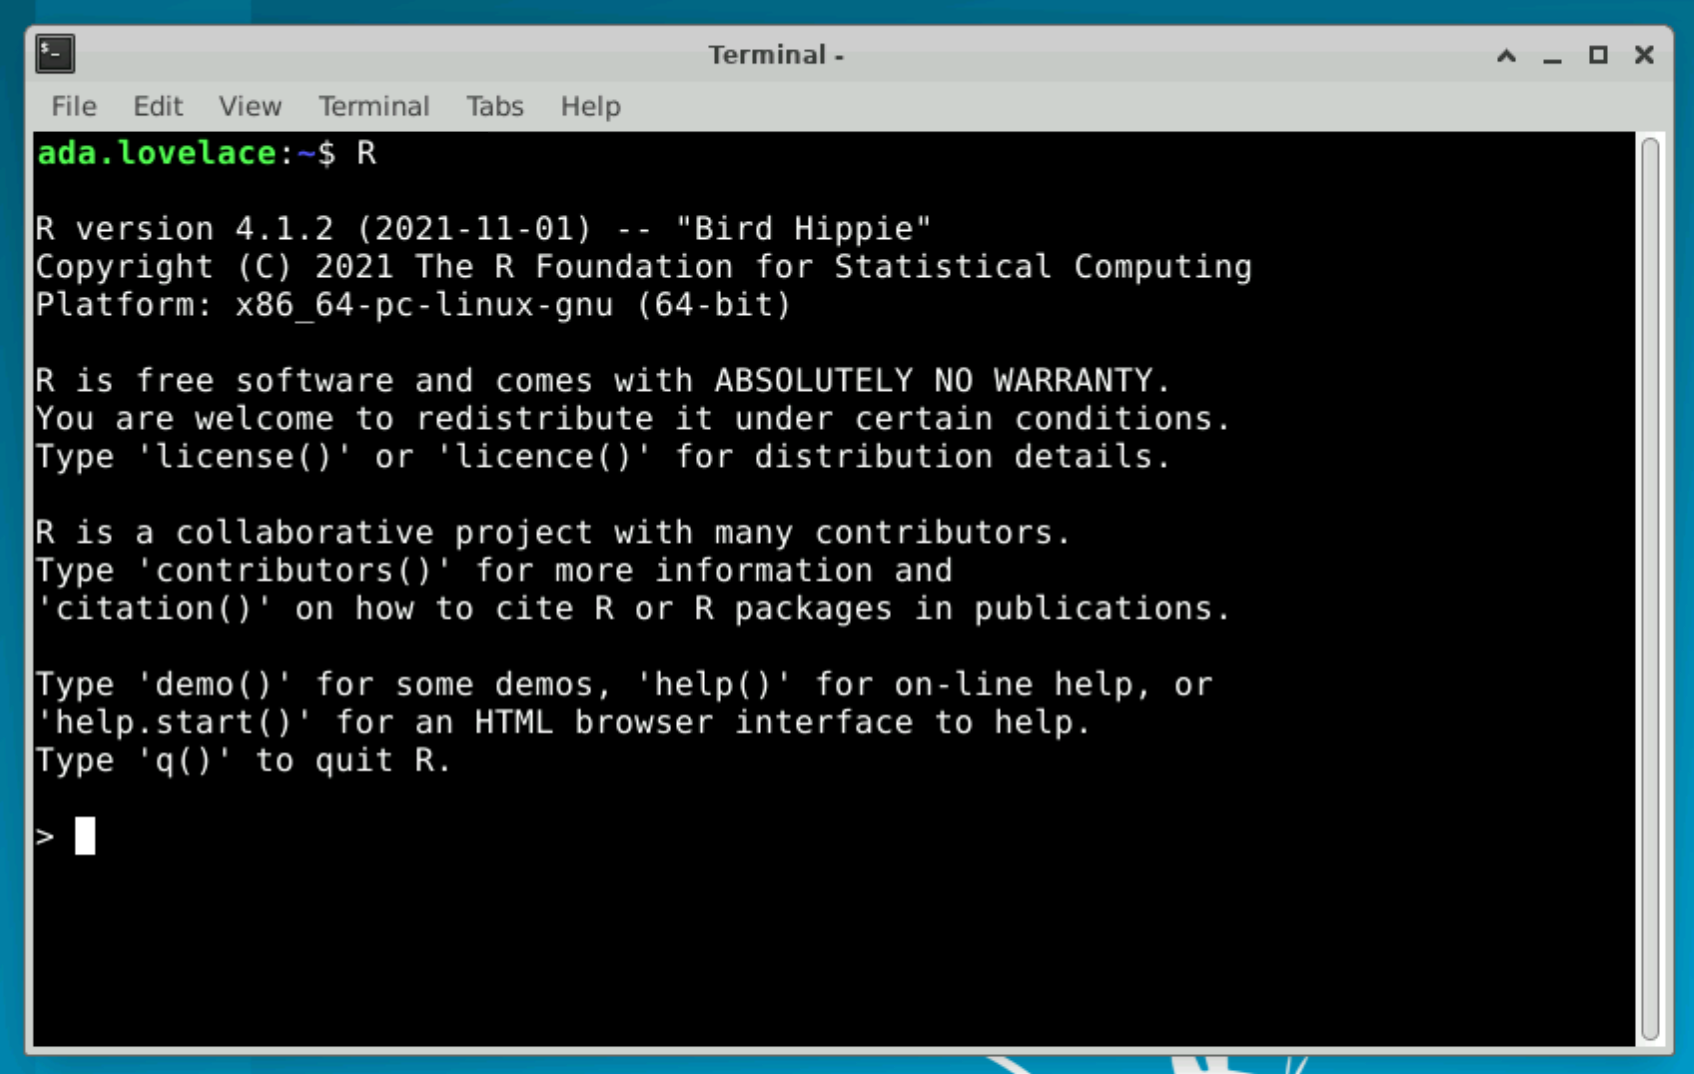 Terminal -
File Edit View Terminal Tabs Help
ada.lovelace:~$ R
R version 4.1.2 (2021-11-01) -- "Bird Hippie"
Copyright (C) 2021 The R Foundation for Statistical Computing
Platform: x86_64-pc-linux-gnu (64-bit)
R is free software and comes with ABSOLUTELY NO WARRANTY.
You are welcome to redistribute it under certain conditions.
Type 'license()' or 'licence()' for distribution details.
R is a collaborative project with many contributors.
Type 'contributors()' for more information and
'citation()' on how to cite R or R packages in publications.
Type 'demo()' for some demos, 'help()' for on-line help, or
'help.start()' for an HTML browser interface to help.
Type 'q()' to quit R.
>